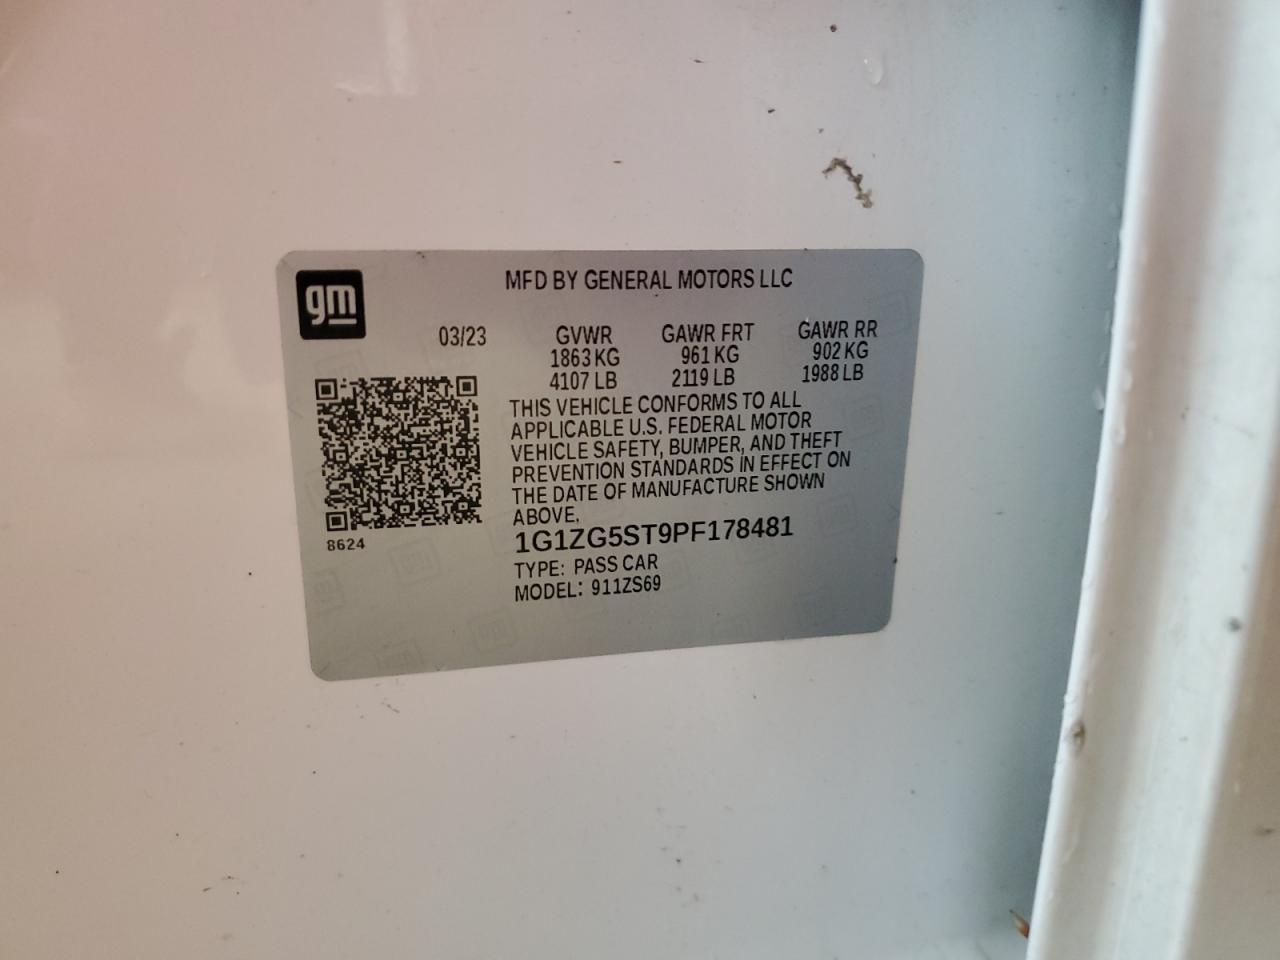 gm
MFD BY GENERAL MOTORS LLC
03/23 GVWR GAWR FRT GAWR RR
1863 KG 961 KG 902 KG
4107 LB 2119 LB 1988 LB
THIS VEHICLE CONFORMS TO ALL
APPLICABLE U.S. FEDERAL MOTOR
VEHICLE SAFETY, BUMPER, AND THEFT
PREVENTION STANDARDS IN EFFECT ON
THE DATE OF MANUFACTURE SHOWN
ABOVE.
8624
1G1ZG5ST9PF178481
TYPE: PASS CAR
MODEL: 911ZS69